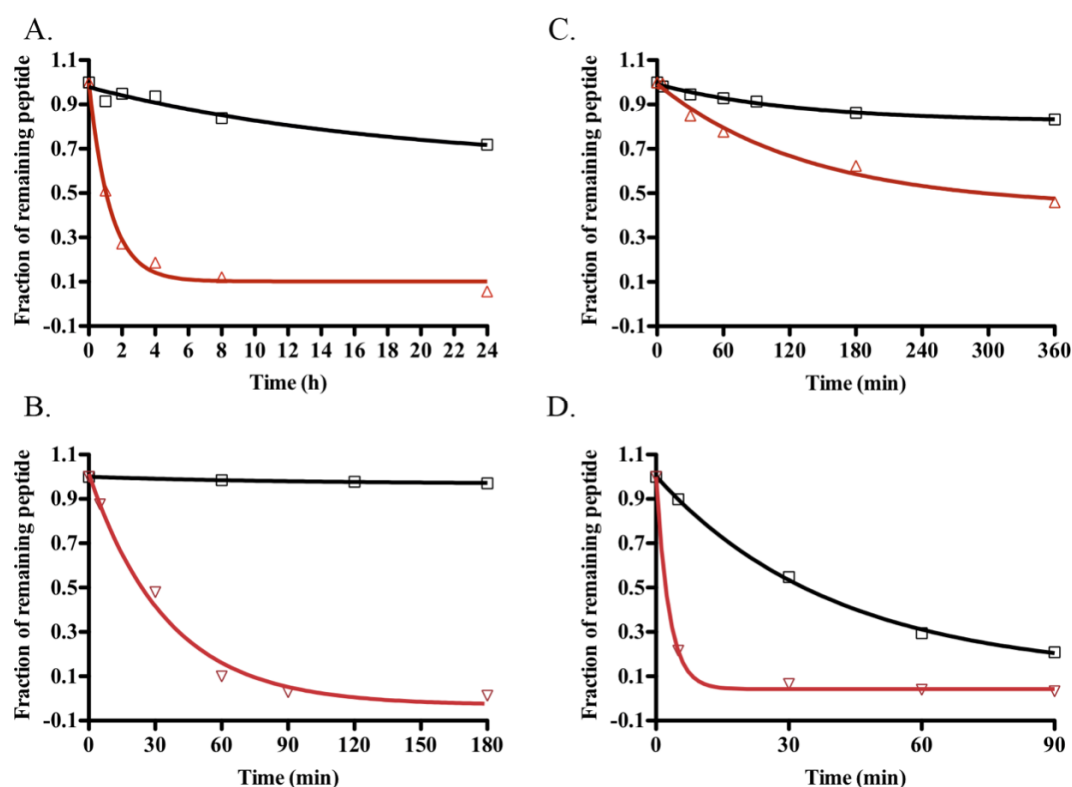 A.
Fraction of remaining peptide
1.1
0.9
0.7
0.5
0.3
0.1
-0.1
0 2 4 6 8 10 12 14 16 18 20 22 24
Time (h)
B.
Fraction of remaining peptide
1.1
0.9
0.7
0.5
0.3
0.1
-0.1
0 30 60 90 120 150 180
Time (min)
C.
Fraction of remaining peptide
1.1
0.9
0.7
0.5
0.3
0.1
-0.1
0 60 120 180 240 300 360
Time (min)
D.
Fraction of remaining peptide
1.1
0.9
0.7
0.5
0.3
0.1
-0.1
0 30 60 90
Time (min)